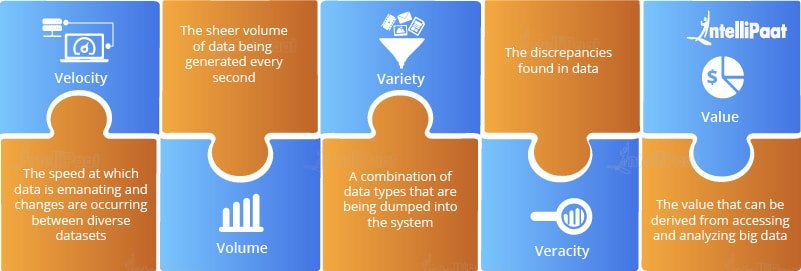 Velocity
The speed at which
data is emanating and
changes are occurring
between diverse
datasets
The sheer volume
of data being
generated every
second
Volume
Variety
A combination of
data types that are
being dumped into
the system
The discrepancies
found in data
Veracity
IntelliPaat
$
Value
The value that can be
derived from accessing
and analyzing big data